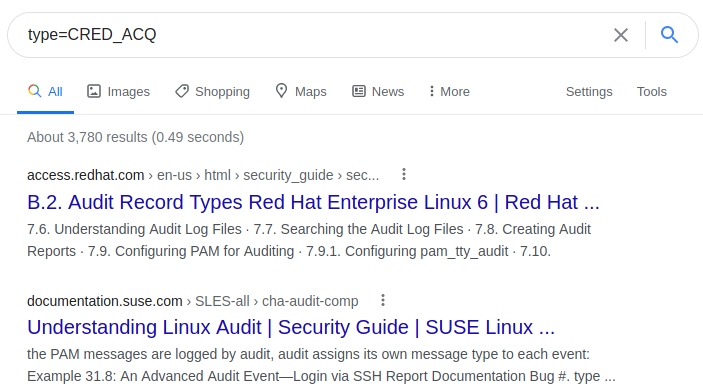 type=CRED_ACQ
All Images Shopping Maps News More Settings Tools
About 3,780 results (0.49 seconds)
access.redhat.com › en-us › html › security_guide › sec...
B.2. Audit Record Types Red Hat Enterprise Linux 6 | Red Hat ...
7.6. Understanding Audit Log Files · 7.7. Searching the Audit Log Files · 7.8. Creating Audit
Reports · 7.9. Configuring PAM for Auditing · 7.9.1. Configuring pam_tty_audit · 7.10.
documentation.suse.com › SLES-all › cha-audit-comp
Understanding Linux Audit | Security Guide | SUSE Linux ...
the PAM messages are logged by audit, audit assigns its own message type to each event:
Example 31.8: An Advanced Audit Event—Login via SSH Report Documentation Bug #. type ...